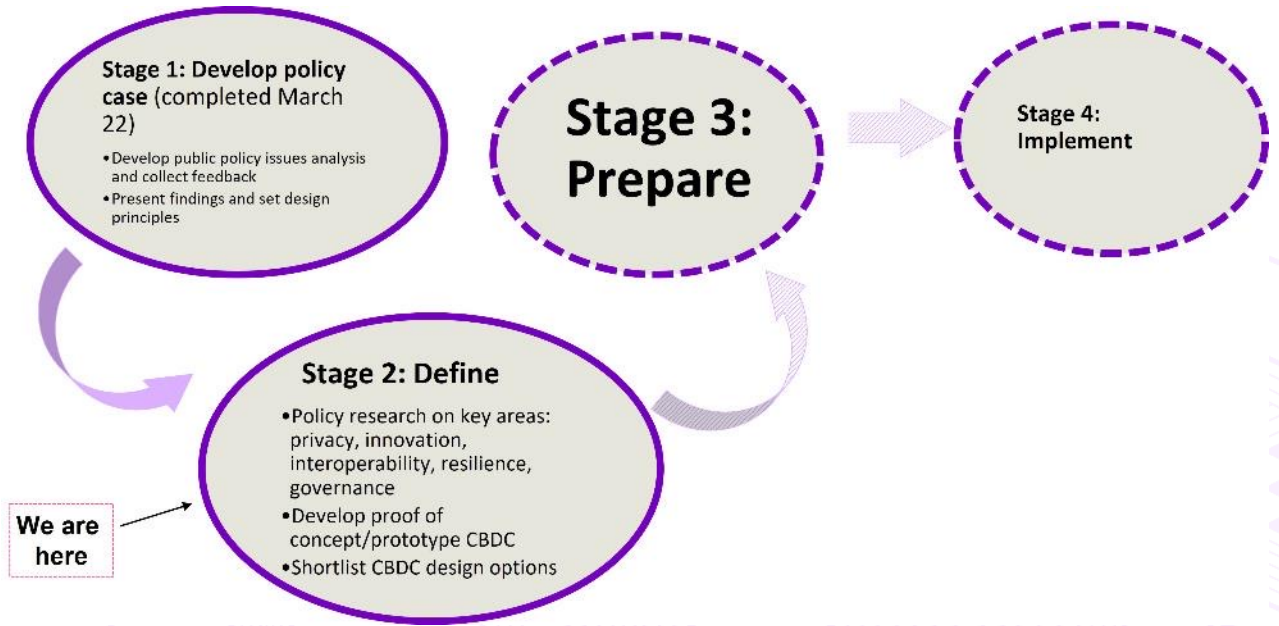 Stage 1: Develop policy
case (completed March
22)
•Develop public policy issues analysis
and collect feedback
•Present findings and set design
principles
Stage 2: Define
•Policy research on key areas:
privacy, innovation,
interoperability, resilience,
governance
•Develop proof of
concept/prototype CBDC
•Shortlist CBDC design options
We are
here
Stage 3:
Prepare
Stage 4:
Implement